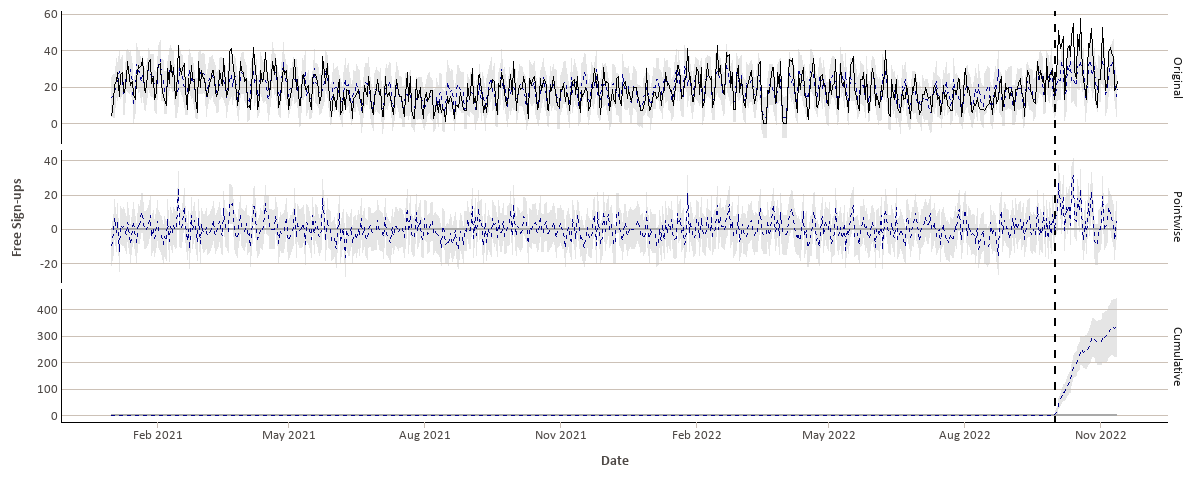 60
40
20
0
Original
40
20
0
-20
Pointwise
400
300
200
100
0
Cumulative
Free Sign-ups
Feb 2021 May 2021 Aug 2021 Nov 2021 Feb 2022 May 2022 Aug 2022 Nov 2022
Date